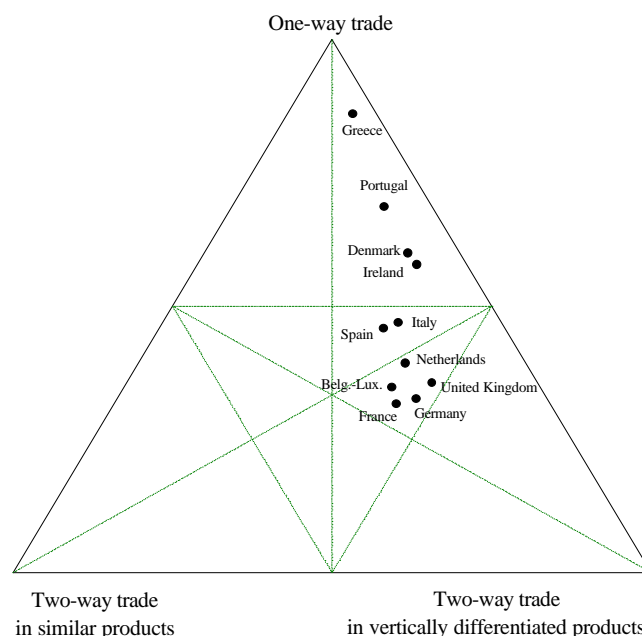 One-way trade
Greece
Portugal
Denmark
Ireland
Italy
Spain
Netherlands
Belg.-Lux.
United Kingdom
France
Germany
Two-way trade
in similar products
Two-way trade
in vertically differentiated products